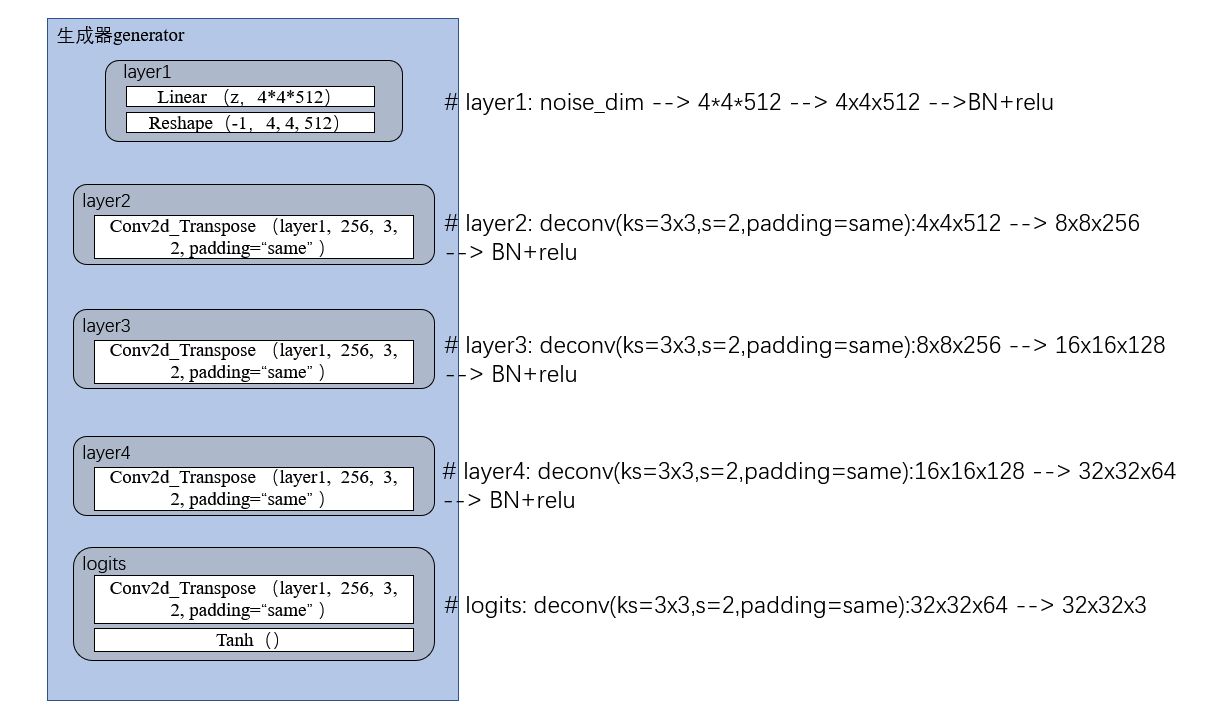 生成器generator
layer1
Linear （z，4*4*512）
Reshape（-1，4, 4, 512）
# layer1: noise_dim --> 4*4*512 --> 4x4x512 -->BN+relu
layer2
Conv2d_Transpose （layer1, 256, 3,
2, padding=“same” ）
# layer2: deconv(ks=3x3,s=2,padding=same):4x4x512 --> 8x8x256
--> BN+relu
layer3
Conv2d_Transpose （layer1, 256, 3,
2, padding=“same” ）
# layer3: deconv(ks=3x3,s=2,padding=same):8x8x256 --> 16x16x128
--> BN+relu
layer4
Conv2d_Transpose （layer1, 256, 3,
2, padding=“same” ）
# layer4: deconv(ks=3x3,s=2,padding=same):16x16x128 --> 32x32x64
--> BN+relu
logits
Conv2d_Transpose （layer1, 256, 3,
2, padding=“same” ）
Tanh（）
# logits: deconv(ks=3x3,s=2,padding=same):32x32x64 --> 32x32x3